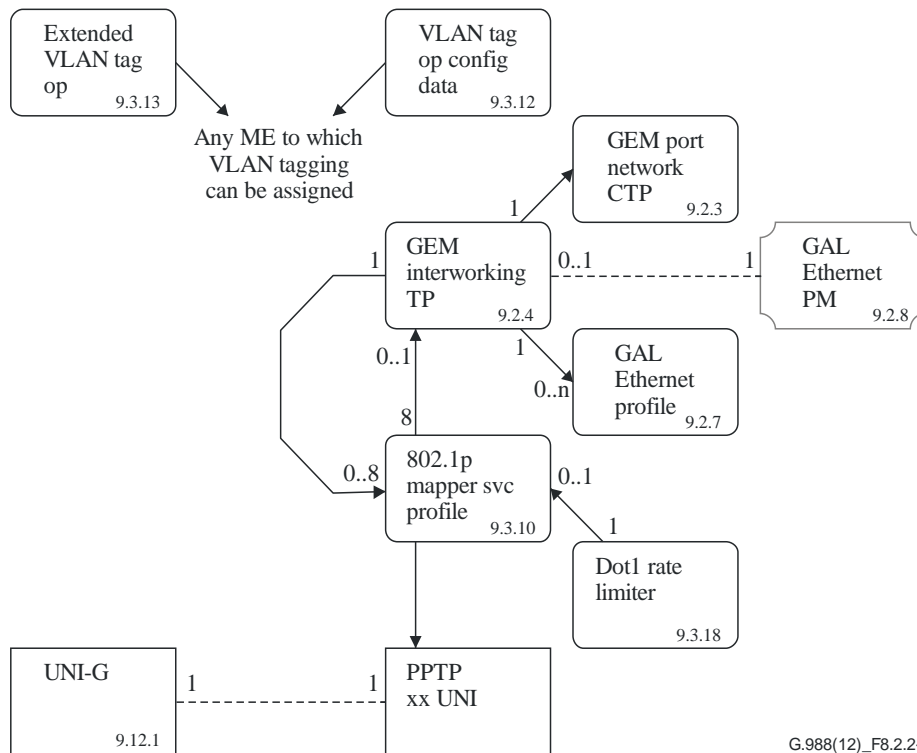 Extended
VLAN tag
op
9.3.13
VLAN tag
op config
data
9.3.12
Any ME to which
VLAN tagging
can be assigned
GEM port
network
CTP
9.2.3
1
1
GEM
interworking
TP
9.2.4
0..1
1
GAL
Ethernet
PM
9.2.8
0..1
1
0..n
GAL
Ethernet
profile
9.2.7
8
0..8
802.1p
mapper svc
profile
9.3.10
0..1
1
Dot1 rate
limiter
9.3.18
UNI-G
9.12.1
1
1
PPTP
xx UNI